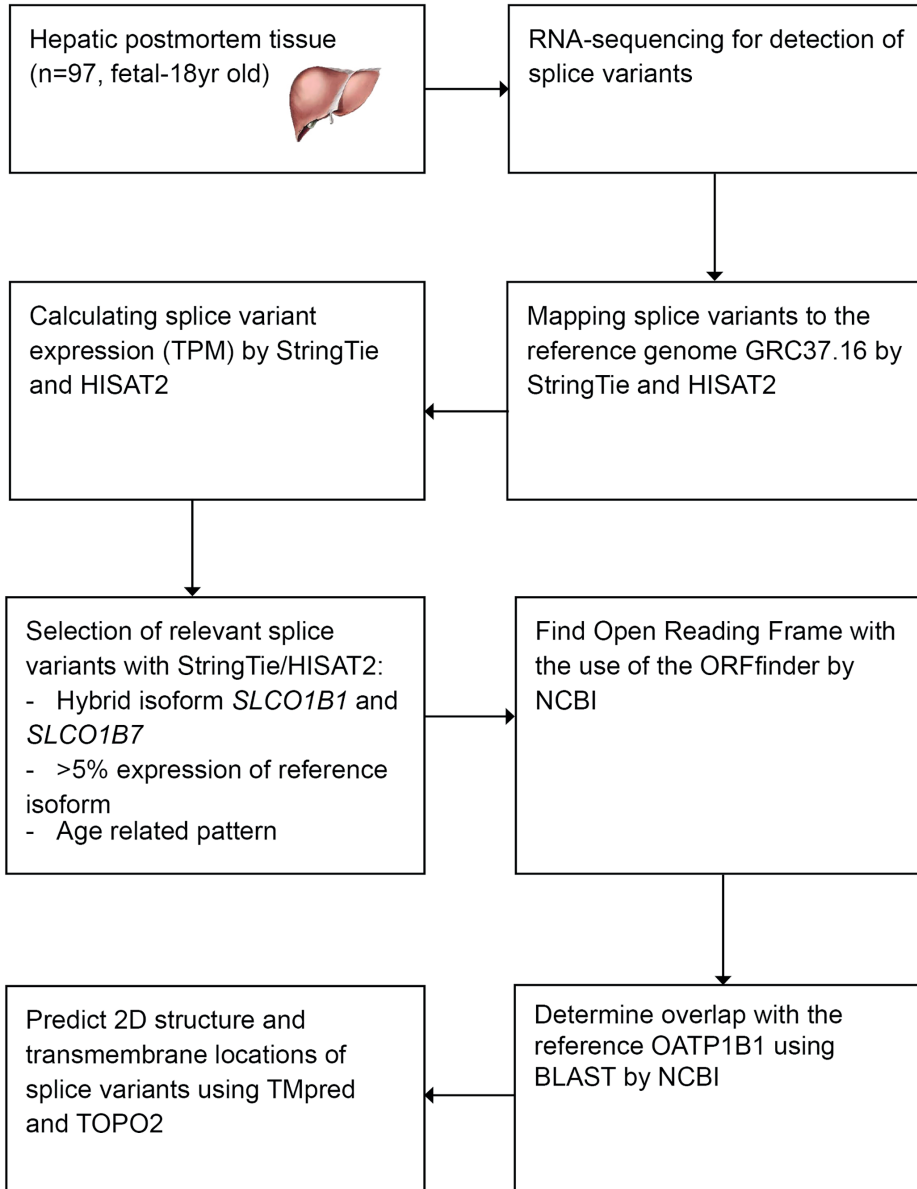 Hepatic postmortem tissue
(n=97, fetal-18yr old)
RNA-sequencing for detection of
splice variants
Mapping splice variants to the
reference genome GRC37.16 by
StringTie and HISAT2
Calculating splice variant
expression (TPM) by StringTie
and HISAT2
Selection of relevant splice
variants with StringTie/HISAT2:
- Hybrid isoform SLCO1B1 and
SLCO1B7
- >5% expression of reference
isoform
- Age related pattern
Find Open Reading Frame with
the use of the ORFfinder by
NCBI
Determine overlap with the
reference OATP1B1 using
BLAST by NCBI
Predict 2D structure and
transmembrane locations of
splice variants using TMpred
and TOPO2